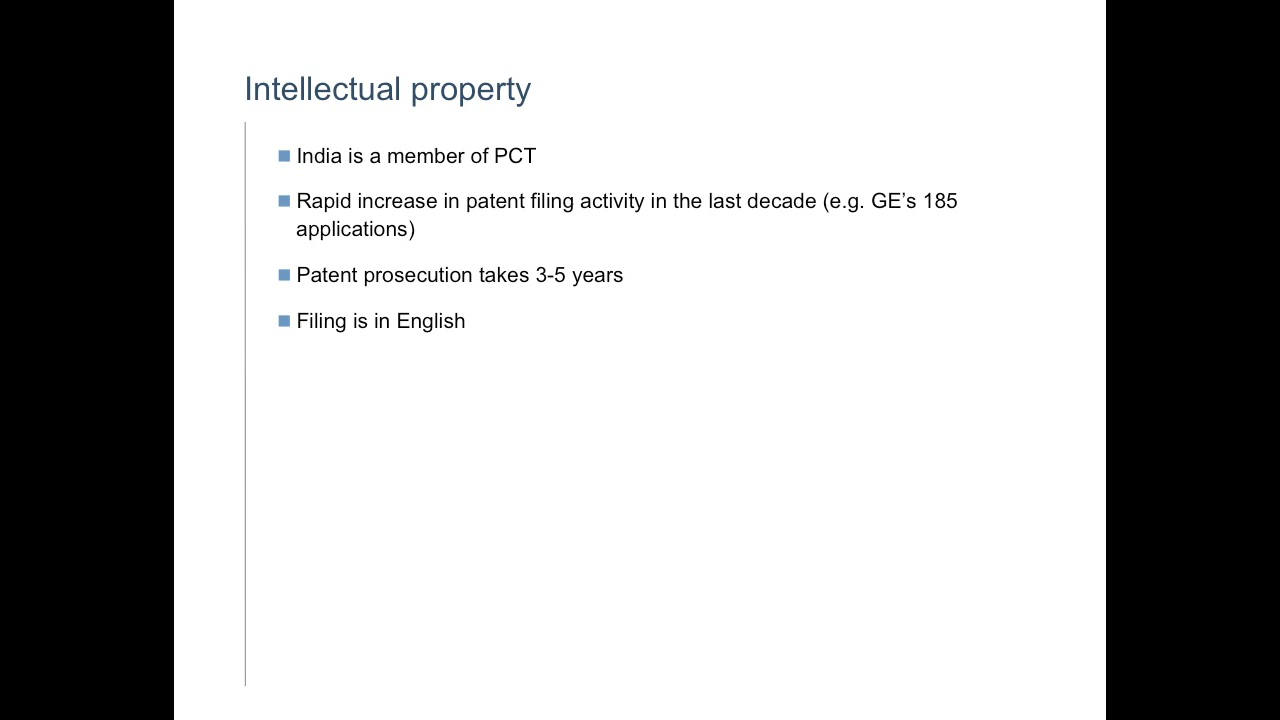 Intellectual property
India is a member of PCT
Rapid increase in patent filing activity in the last decade (e.g. GE’s 185
applications)
Patent prosecution takes 3-5 years
Filing is in English